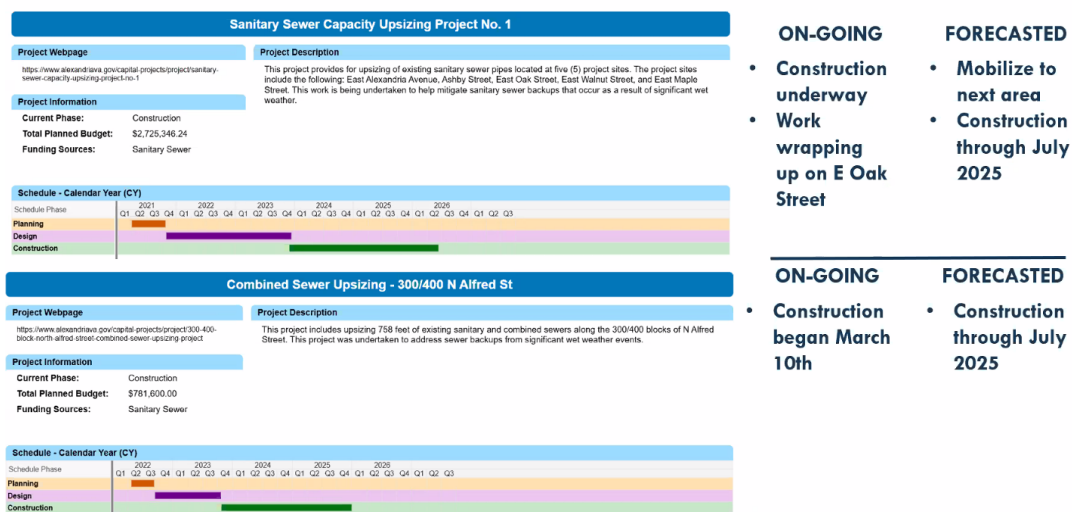 Sanitary Sewer Capacity Upsizing Project No. 1
Project Webpage
https://www.alexandriava.gov/capital-projects/project/sanitary-
sewer-capacity-upsizing-project-no-1
Project Description
This project provides for upsizing of existing sanitary sewer pipes located at five (5) project sites. The project sites
include the following: East Alexandria Avenue, Ashby Street, East Oak Street, East Walnut Street, and East Maple
Street. This work is being undertaken to help mitigate sanitary sewer backups that occur as a result of significant wet
weather.
Project Information
Current Phase: Construction
Total Planned Budget: $2,725,346.24
Funding Sources: Sanitary Sewer
Schedule - Calendar Year (CY)
2021 2022 2023 2024 2025 2026
Schedule Phase Q1 Q2 Q3 Q4 Q1 Q2 Q3 Q4 Q1 Q2 Q3 Q4 Q1 Q2 Q3 Q4 Q1 Q2 Q3 Q4 Q1 Q2 Q3 Q4 Q1 Q2 Q3
Planning
Design
Construction
ON-GOING
• Construction
underway
• Work
wrapping
up on E Oak
Street
FORECASTED
• Mobilize to
next area
• Construction
through July
2025
Combined Sewer Upsizing - 300/400 N Alfred St
Project Webpage
https://www.alexandriava.gov/capital-projects/project/300-400-
block-north-alfred-street-combined-sewer-upsizing-project
Project Description
This project includes upsizing 758 feet of existing sanitary and combined sewers along the 300/400 blocks of N Alfred
Street. This project was undertaken to address sewer backups from significant wet weather events.
Project Information
Current Phase: Construction
Total Planned Budget: $781,600.00
Funding Sources: Sanitary Sewer
Schedule - Calendar Year (CY)
2022 2023 2024 2025 2026
Schedule Phase Q1 Q2 Q3 Q4 Q1 Q2 Q3 Q4 Q1 Q2 Q3 Q4 Q1 Q2 Q3 Q4 Q1 Q2 Q3 Q4 Q1 Q2 Q3
Planning
Design
Construction
ON-GOING
• Construction
began March
10th
FORECASTED
• Construction
through July
2025